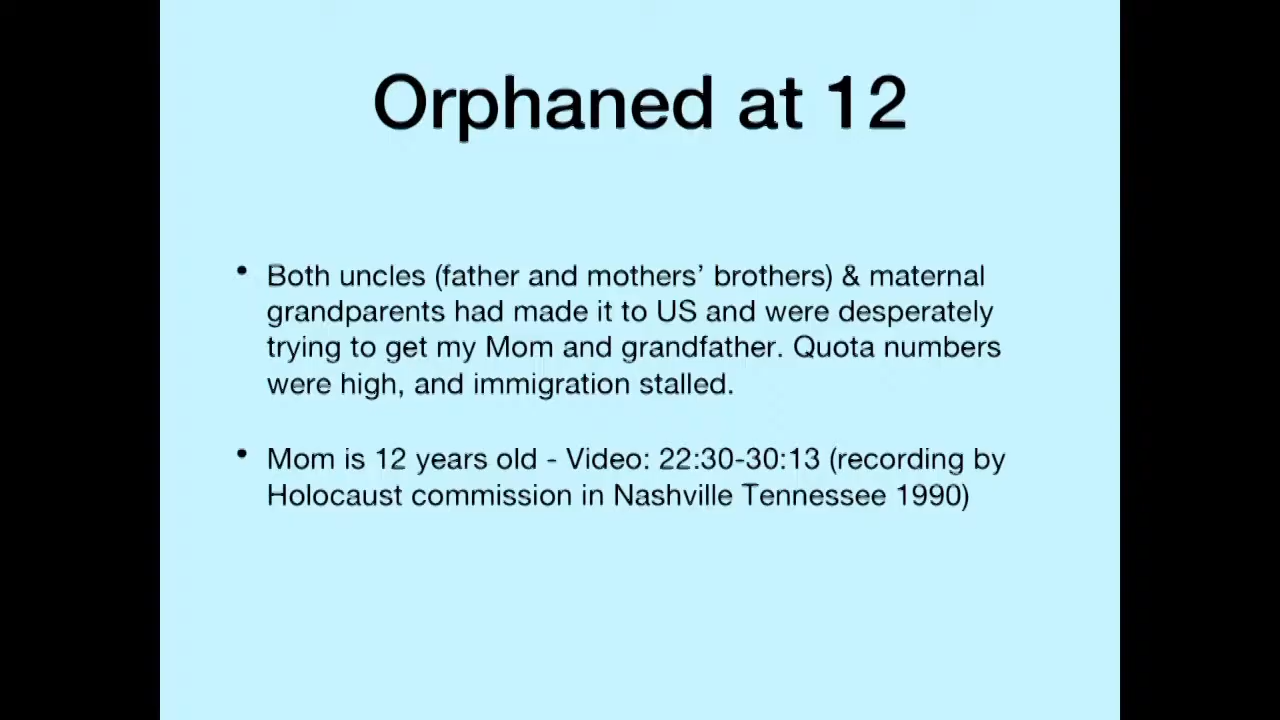 Orphaned at 12
• Both uncles (father and mothers’ brothers) & maternal
grandparents had made it to US and were desperately
trying to get my Mom and grandfather. Quota numbers
were high, and immigration stalled.
• Mom is 12 years old - Video: 22:30-30:13 (recording by
Holocaust commission in Nashville Tennessee 1990)